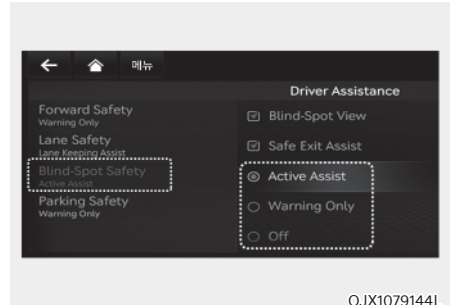 메뉴
Driver Assistance
Forward Safety
Warning Only
Lane Safety
Lane Keeping Assist
Blind-Spot Safety
Active Assist
Parking Safety
Warning Only
Blind-Spot View
Safe Exit Assist
Active Assist
Warning Only
Off
OJX1079144L